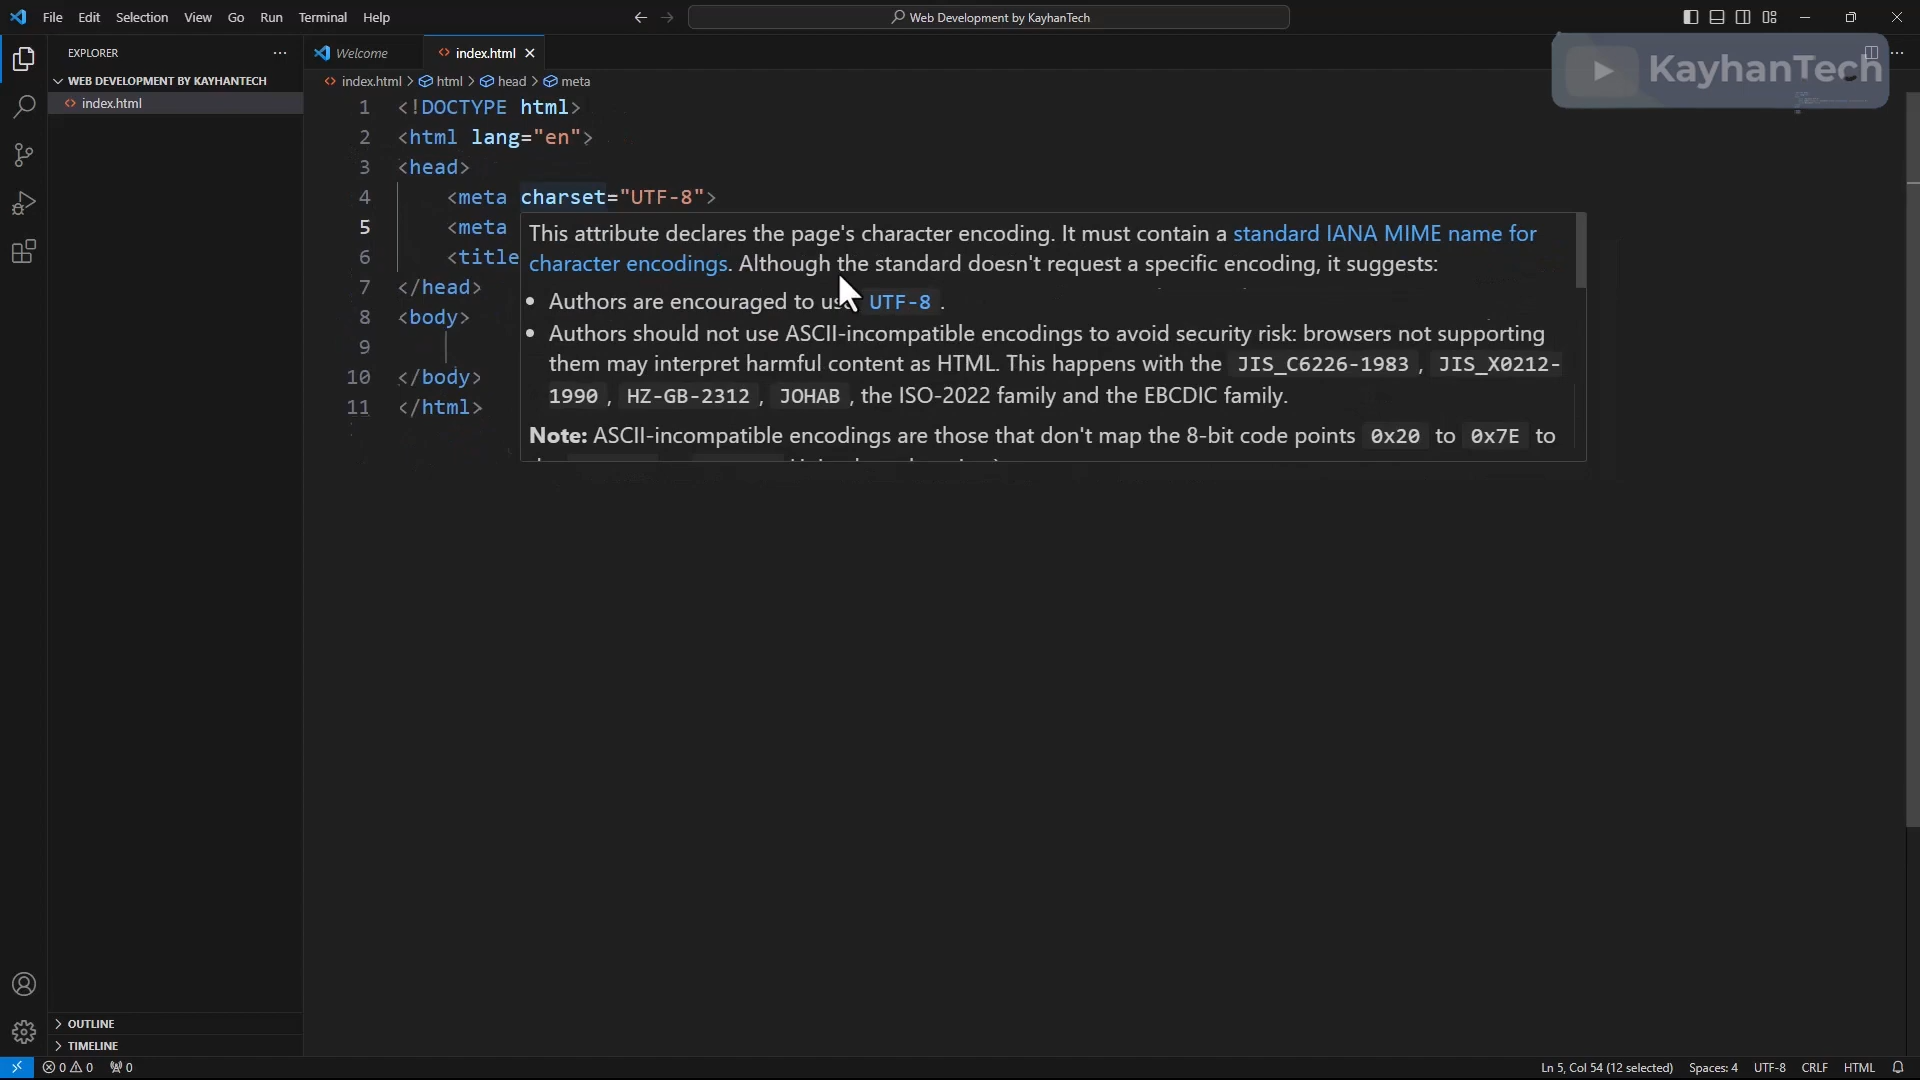 File Edit Selection View Go Run Terminal Help
Web Development by KayhanTech
EXPLORER
Welcome
index.html
KayhanTech
WEB DEVELOPMENT BY KAYHANTECH
index.html
index.html > html > head > meta
1 <!DOCTYPE html>
2 <html lang="en">
3 <head>
4 <meta charset="UTF-8">
5 <meta
6 <title
7 </head>
8 <body>
9
10 </body>
11 </html>
This attribute declares the page's character encoding. It must contain a standard IANA MIME name for
character encodings. Although the standard doesn't request a specific encoding, it suggests:
• Authors are encouraged to use UTF-8 .
• Authors should not use ASCII-incompatible encodings to avoid security risk: browsers not supporting
them may interpret harmful content as HTML. This happens with the JIS_C6226-1983 , JIS_X0212-
1990 , HZ-GB-2312 , JOHAB , the ISO-2022 family and the EBCDIC family.
Note: ASCII-incompatible encodings are those that don't map the 8-bit code points 0x20 to 0x7E to
OUTLINE
TIMELINE
0 0 0
Ln 5, Col 54 (12 selected) Spaces: 4 UTF-8 CRLF HTML